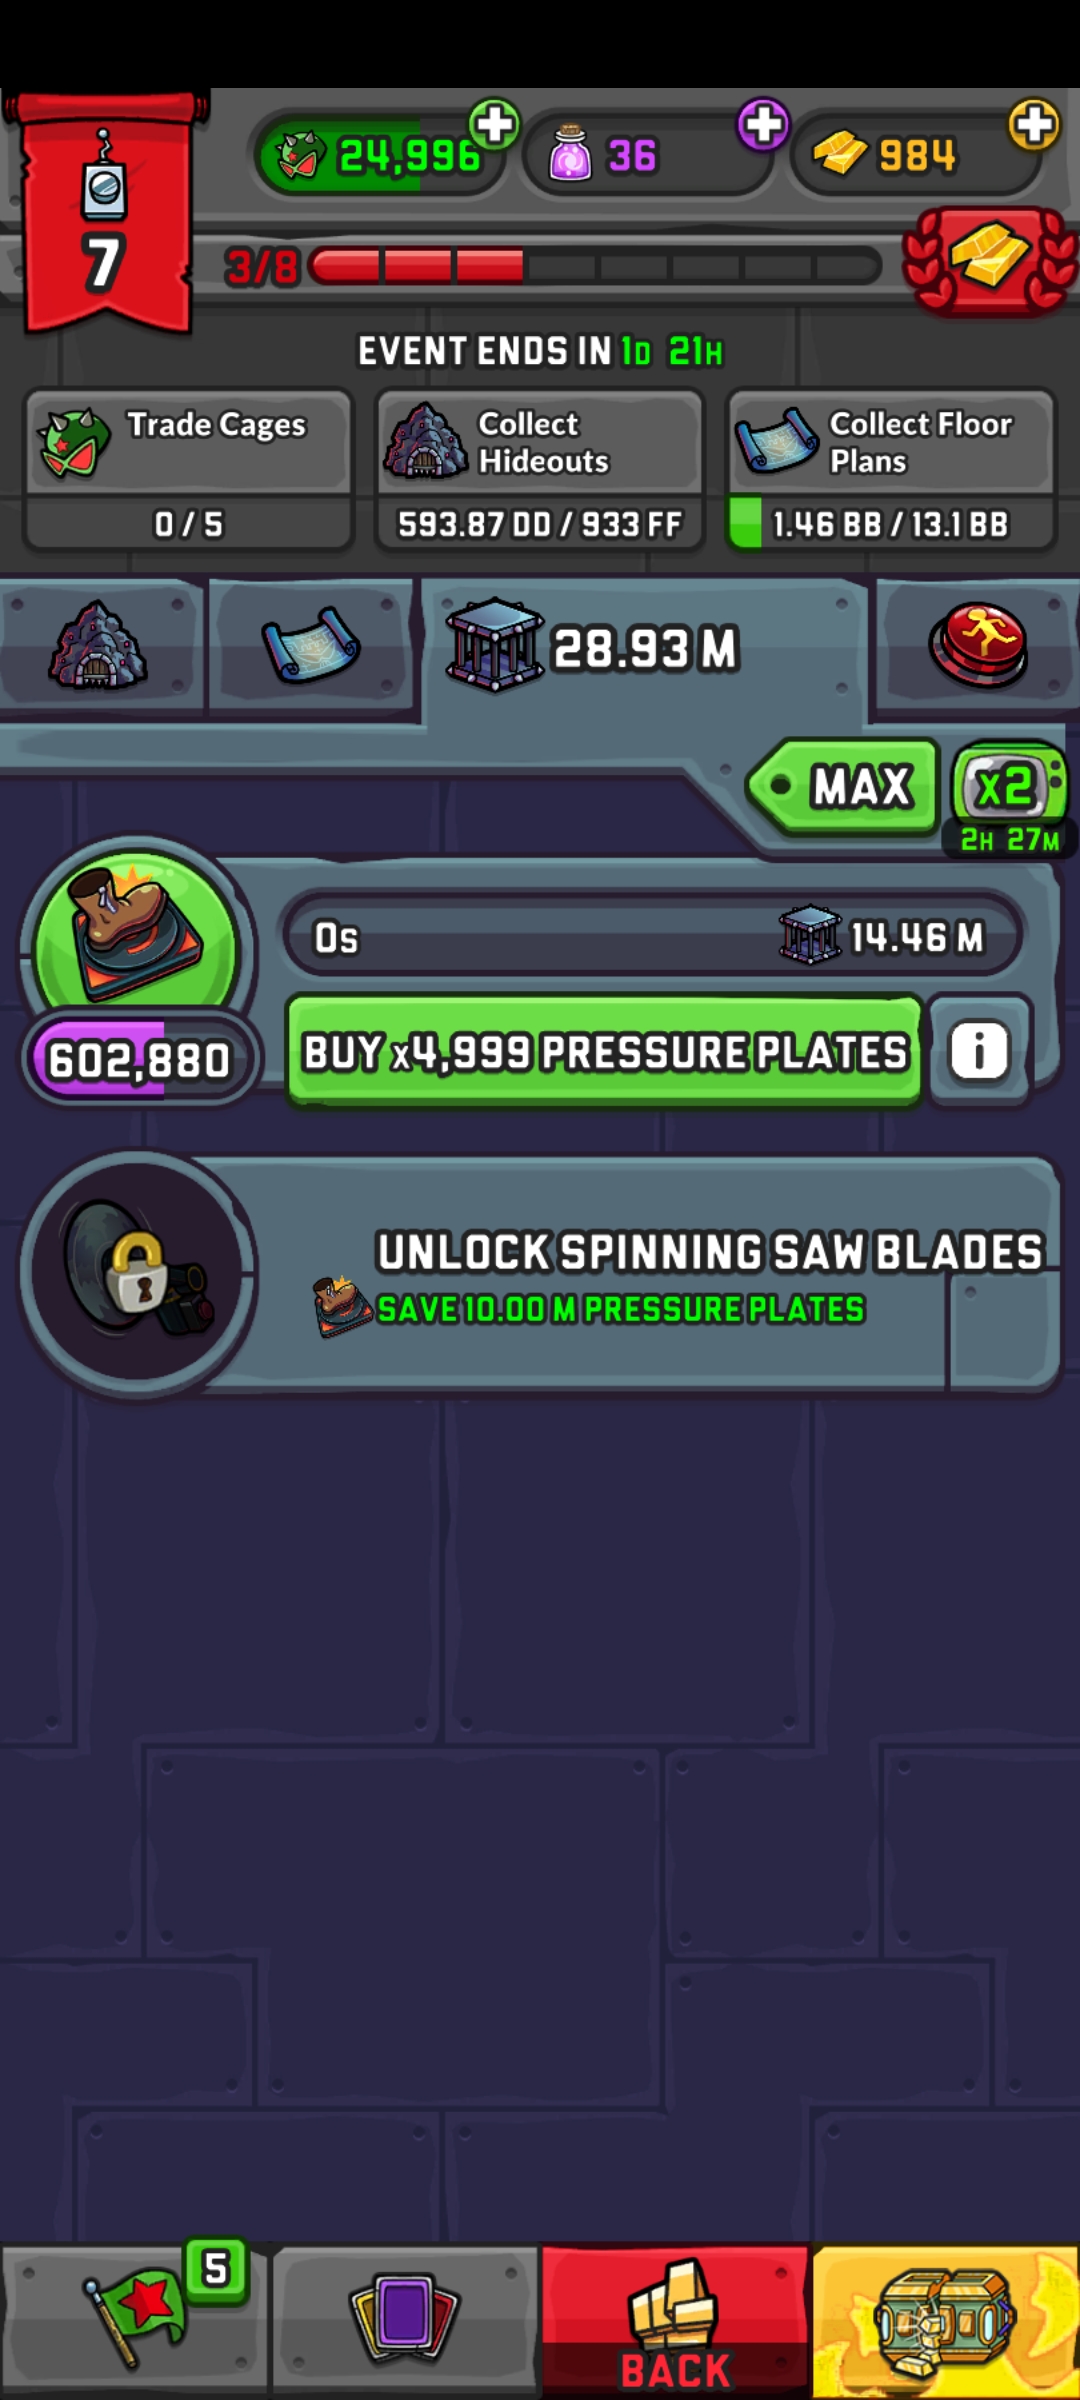 24,996
36
984
7
3/8
EVENT ENDS IN 1D 21H
Trade Cages
0 / 5
Collect
Hideouts
593.87 DD / 933 FF
Collect Floor
Plans
1.46 BB / 13.1 BB
28.93 M
MAX
x2
2H 27M
0s
14.46 M
602,880
BUY x4,999 PRESSURE PLATES
i
UNLOCK SPINNING SAW BLADES
SAVE 10.00 M PRESSURE PLATES
5
BACK